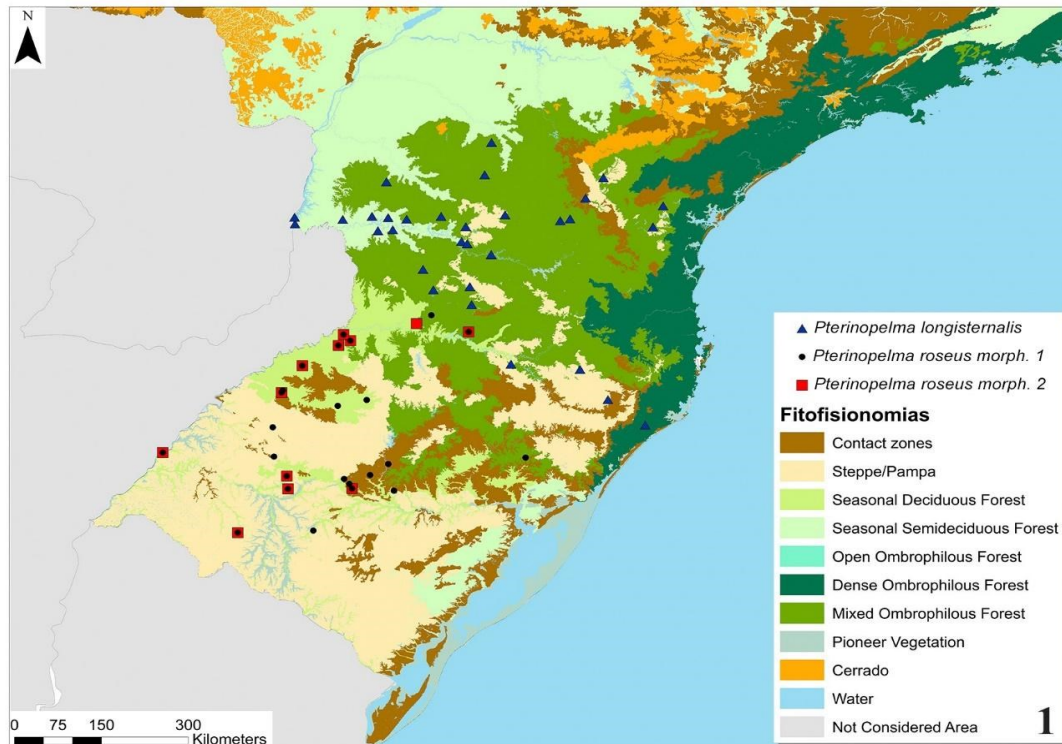 N
Pterinopelma longisternalis
Pterinopelma roseus morph. 1
Pterinopelma roseus morph. 2
Fitofisionomias
Contact zones
Steppe/Pampa
Seasonal Deciduous Forest
Seasonal Semideciduous Forest
Open Ombrophilous Forest
Dense Ombrophilous Forest
Mixed Ombrophilous Forest
Pioneer Vegetation
Cerrado
Water
Not Considered Area
0 75 150 300
Kilometers
1